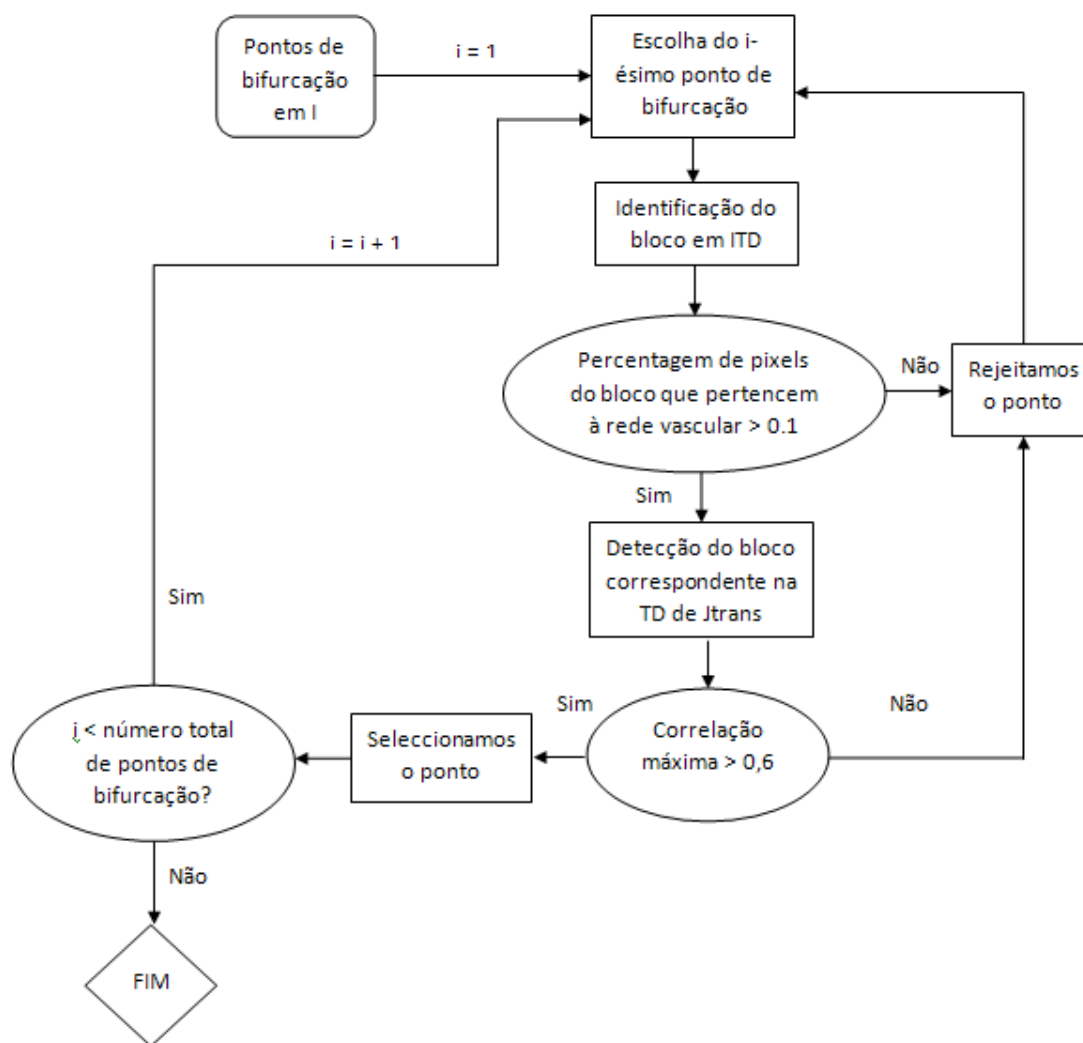 Pontos de
bifurcação
em I
i = 1
Escolha do i-
ésimo ponto de
bifurcação
Identificação do
bloco em ITD
i = i + 1
Percentagem de pixels
do bloco que pertencem
à rede vascular > 0.1
Não
Rejeitamos
o ponto
Sim
Detecção do bloco
correspondente na
TD de Jtrans
Sim
i < número total
de pontos de
bifurcação?
Seleccionamos
o ponto
Sim
Correlação
máxima > 0,6
Não
Não
FIM